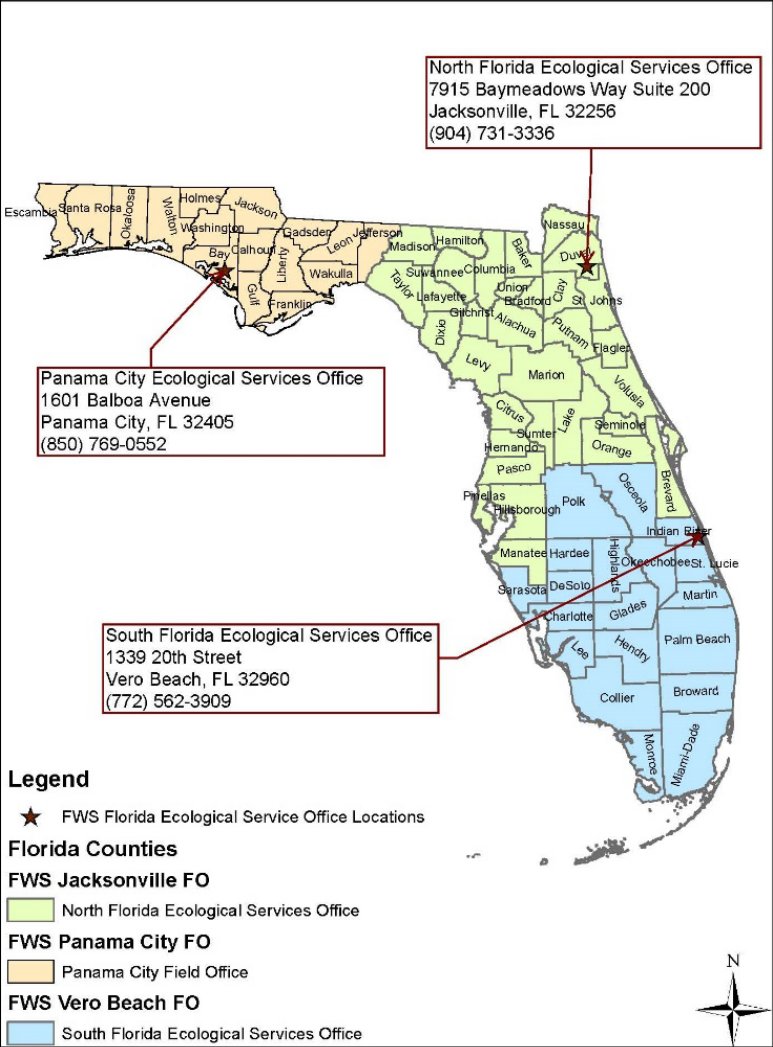 North Florida Ecological Services Office
7915 Baymeadows Way Suite 200
Jacksonville, FL 32256
(904) 731-3336
Escambia
Santa Rosa
Okaloosa
Walton
Holmes
Washington
Jackson
Bay
Calhoun
Gulf
Gadsden
Liberty
Franklin
Leon
Wakulla
Jefferson
Madison
Taylor
Hamilton
Suwannee
Lafayette
Dixie
Columbia
Gilchrist
Baker
Union
Bradford
Alachua
Levy
Nassau
Duval
Clay
St. Johns
Putnam
Flagler
Marion
Volusia
Citrus
Sumter
Lake
Hernando
Seminole
Orange
Pasco
Brevard
Pinellas
Hillsborough
Polk
Osceola
Indian River
Manatee
Hardee
Highlands
Okeechobee
St. Lucie
Sarasota
DeSoto
Martin
Charlotte
Glades
Palm Beach
Lee
Hendry
Collier
Broward
Monroe
Miami-Dade
Panama City Ecological Services Office
1601 Balboa Avenue
Panama City, FL 32405
(850) 769-0552
South Florida Ecological Services Office
1339 20th Street
Vero Beach, FL 32960
(772) 562-3909
Legend
FWS Florida Ecological Service Office Locations
Florida Counties
FWS Jacksonville FO
North Florida Ecological Services Office
FWS Panama City FO
Panama City Field Office
FWS Vero Beach FO
South Florida Ecological Services Office
N